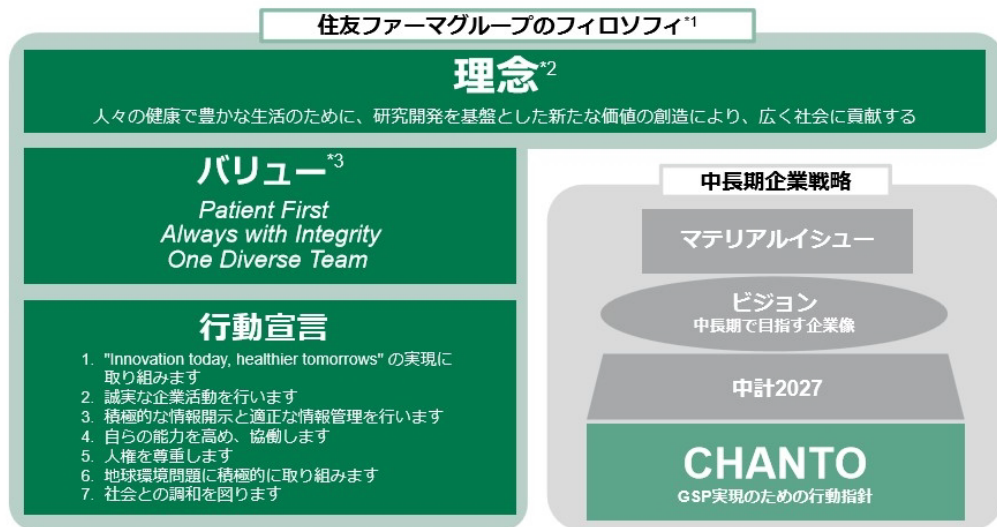 住友ファーマグループのフィロソフィ*1
理念*2
人々の健康で豊かな生活のために、研究開発を基盤とした新たな価値の創造により、広く社会に貢献する
バリュー*3
Patient First
Always with Integrity
One Diverse Team
行動宣言
1. "Innovation today, healthier tomorrows" の実現に
取り組みます
2. 誠実な企業活動を行います
3. 積極的な情報開示と適正な情報管理を行います
4. 自らの能力を高め、協働します
5. 人権を尊重します
6. 地球環境問題に積極的に取り組みます
7. 社会との調和を図ります
中長期企業戦略
マテリアルイシュー
ビジョン
中長期で目指す企業像
中計2027
CHANTO
GSP実現のための行動指針